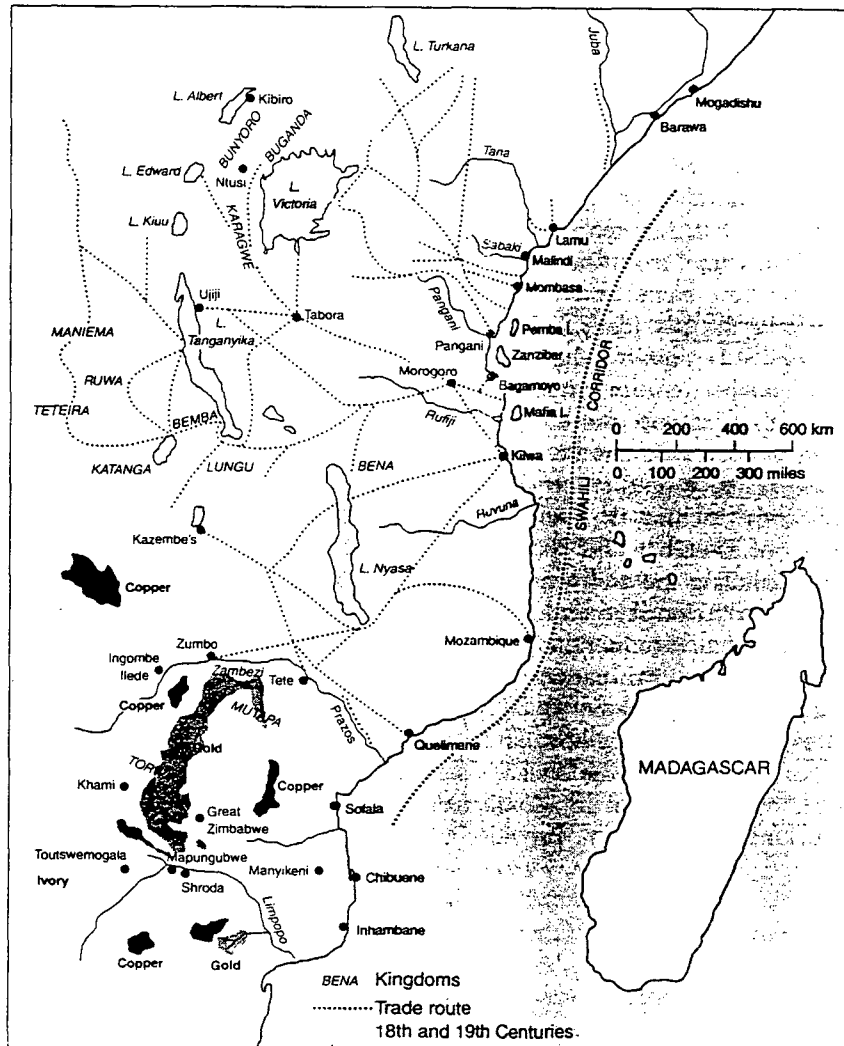 L. Turkana
Juba
L. Albert
Kibiro
Mogadishu
Barawa
BUNYORO
BUGANDA
L. Edward
Ntusi
Tana
L.
Victoria
KARAGWE
L. Kiuu
Lamu
Sabaki
Malindi
Mombasa
Ujiji
Tabora
Pangani
Pemba I.
MANIEMA
L.
Tanganyika
Pangani
Zanzibar
Morogoro
Bagamoyo
RUWA
TETEIRA
BEMBA
Rufiji
Mafia I.
SWAHILI CORRIDOR
0 200 400 600 km
0 100 200 300 miles
KATANGA
LUNGU
BENA
Kilwa
Ruvuna
Kazembe's
L. Nyasa
Copper
Mozambique
Zumbo
Ingombe
Ilede
Zambezi
Tete
Copper
MUTAPA
Prazos
Gold
Quelimane
MADAGASCAR
Khami
Copper
Great
Zimbabwe
Sofala
Toutswemogala
Mapungubwe
Manyikeni
Chibuene
Ivory
Shroda
Limpopo
Inhambane
Copper
Gold
BENA Kingdoms
Trade route
18th and 19th Centuries